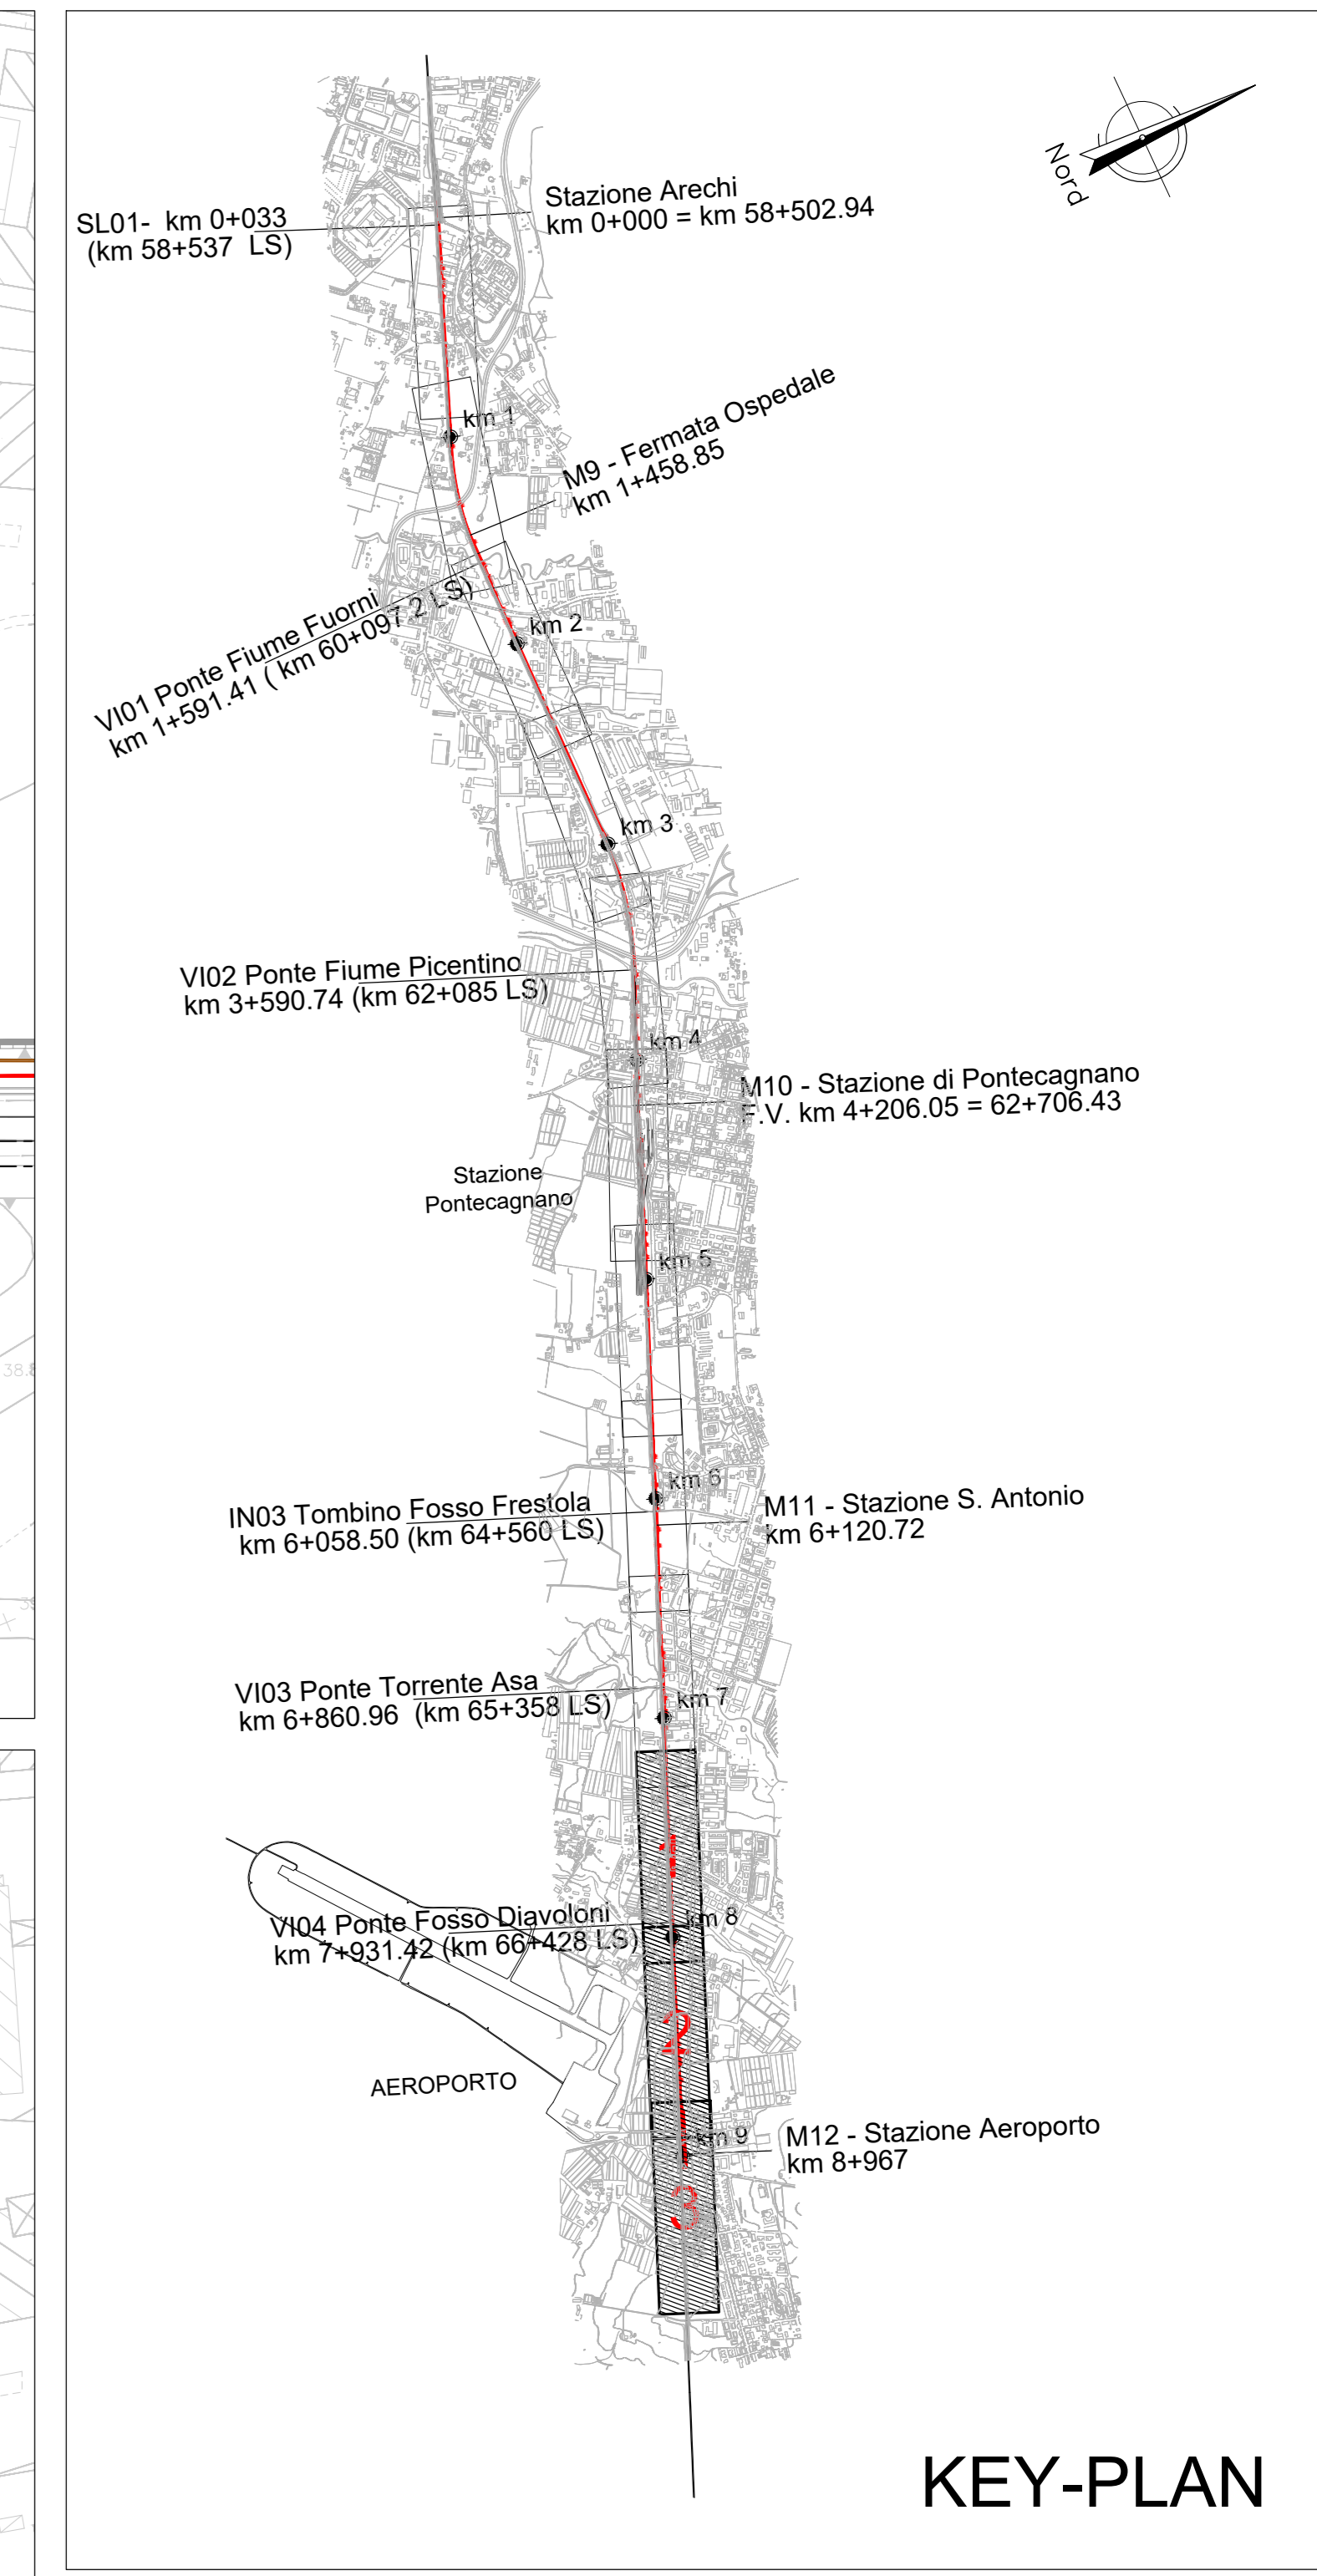 Nord
Stazione Arechi
km 0+000 = km 58+502.94
SL01- km 0+033
(km 58+537 LS)
km 1
M9 - Fermata Ospedale
km 1+458.85
VI01 Ponte Fiume Fuorni
km 1+591.41 ( km 60+097.2 LS)
km 2
km 3
VI02 Ponte Fiume Picentino
km 3+590.74 (km 62+085 LS)
km 4
M10 - Stazione di Pontecagnano
F.V. km 4+206.05 = 62+706.43
Stazione
Pontecagnano
km 5
km 6
IN03 Tombino Fosso Frestola
km 6+058.50 (km 64+560 LS)
M11 - Stazione S. Antonio
km 6+120.72
VI03 Ponte Torrente Asa
km 6+860.96 (km 65+358 LS)
km 7
VI04 Ponte Fosso Diavoloni
km 7+931.42 (km 66+428 LS)
km 8
2
AEROPORTO
km 9
M12 - Stazione Aeroporto
km 8+967
3
KEY-PLAN